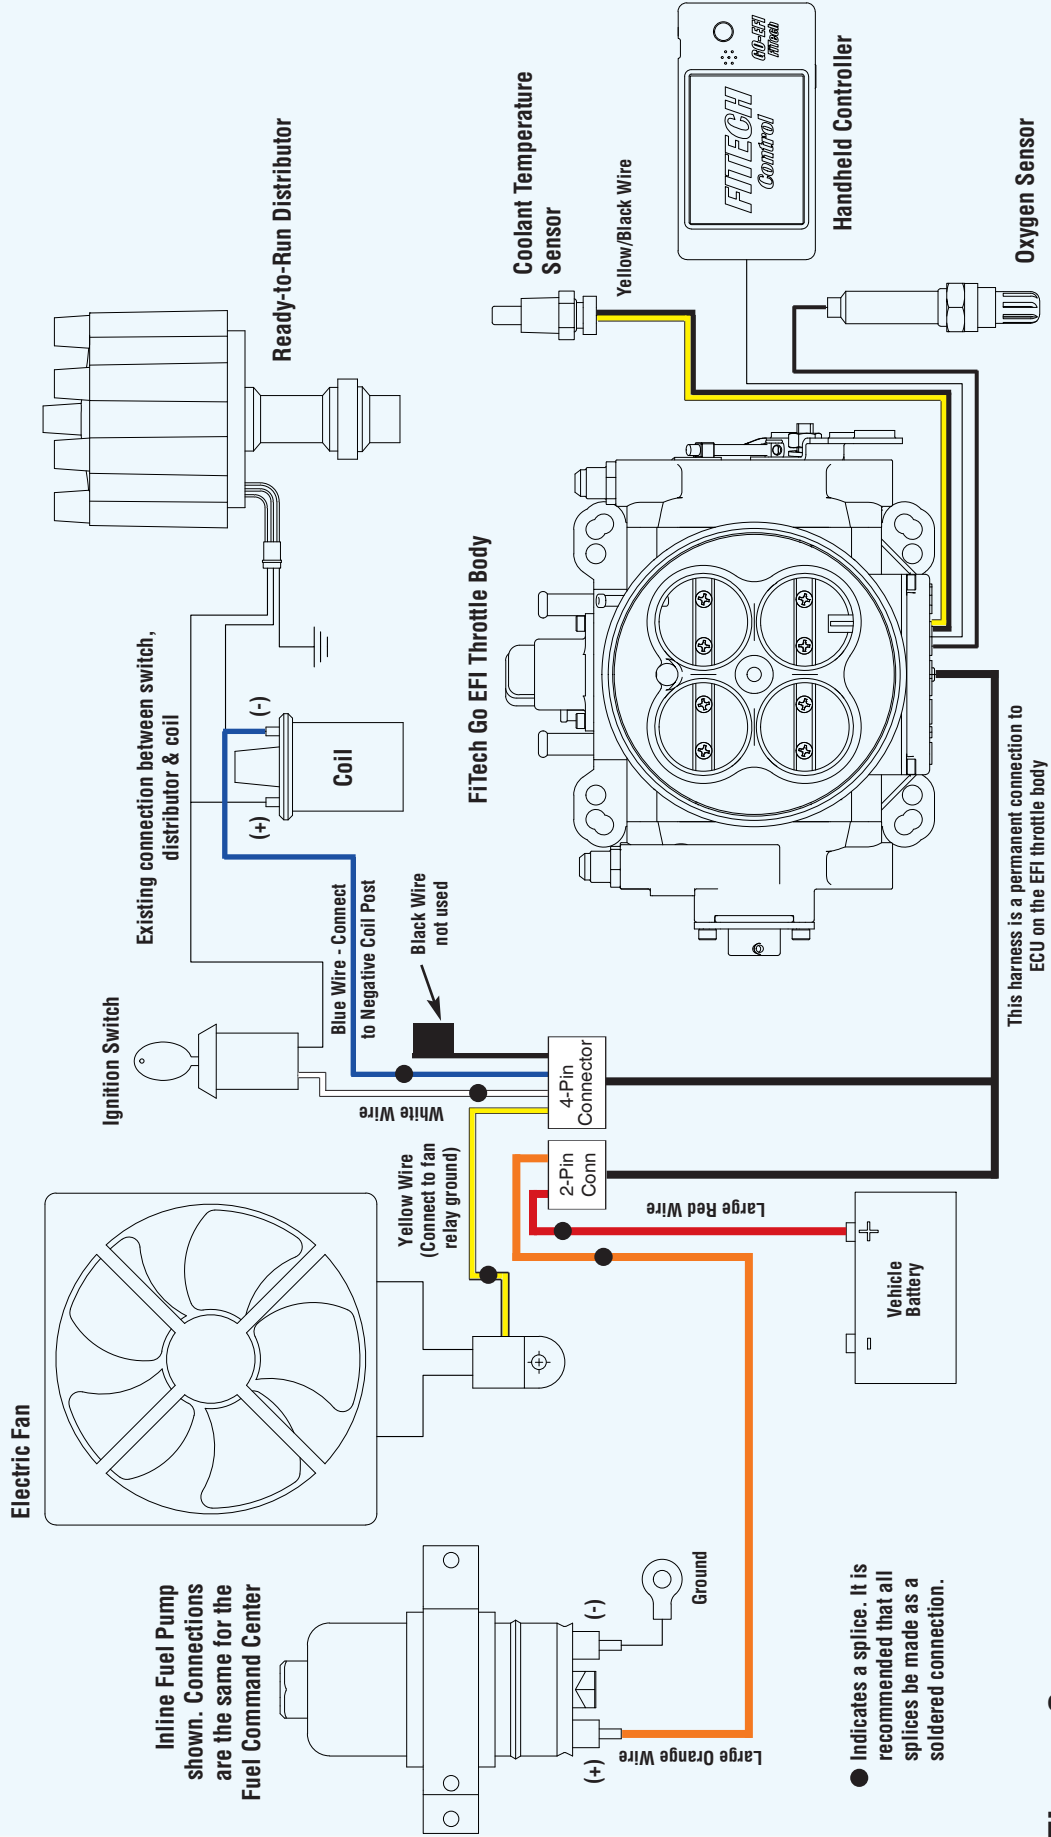 Electric Fan
Inline Fuel Pump
shown. Connections
are the same for the
Fuel Command Center
(+)
(-)
Ground
Large Orange Wire
● Indicates a splice. It is
recommended that all
splices be made as a
soldered connection.
Ignition Switch
White Wire
Yellow Wire
(Connect to fan
relay ground)
2-Pin
Conn
4-Pin
Connector
Large Red Wire
Vehicle
Battery
+
-
Existing connection between switch,
distributor & coil
Blue Wire - Connect
to Negative Coil Post
Black Wire
not used
(+)
(-)
Coil
Ready-to-Run Distributor
FiTech Go EFI Throttle Body
This harness is a permanent connection to
ECU on the EFI throttle body
Coolant Temperature
Sensor
Yellow/Black Wire
FITECH
Control
GO-EFI
FiTech
Handheld Controller
Oxygen Sensor